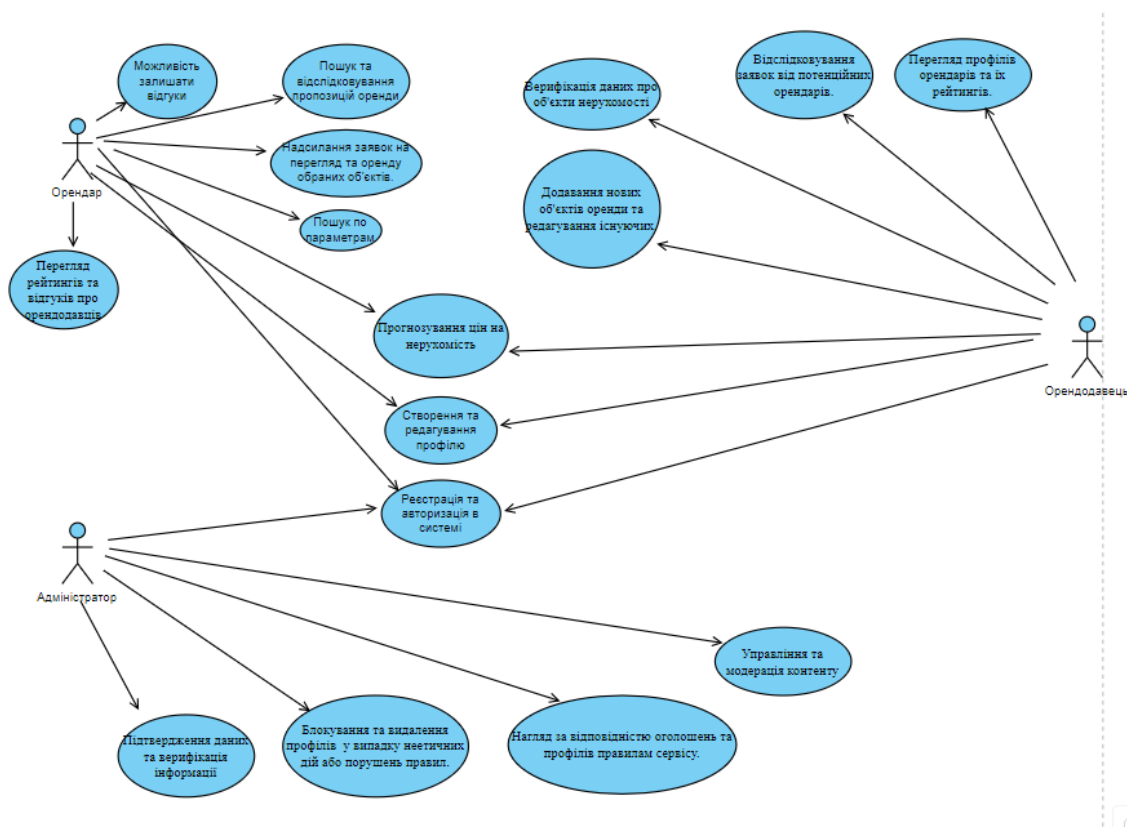 Можливість
залишати
відгуки
Пошук та
відслідковування
пропозицій оренди
Верифікація даних про
об'єкти нерухомості
Відслідковування
заявок від потенційних
орендарів.
Перегляд профілів
орендарів та їх
рейтингів.
Надсилання заявок на
перегляд та оренду
обраних об'єктів.
Орендар
Додавання нових
об'єктів оренди та
редагування існуючих
Пошук по
параметрам
Перегляд
рейтингів та
відгуків про
орендодавців
Прогнозування цін на
нерухомість
Орендодавець
Створення та
редагування
профілю
Реєстрація та
авторизація в
системі
Адміністратор
Управління та
модерація контенту
Підтвердження даних
та верифікація
інформації
Блокування та видалення
профілів у випадку неетичних
дій або порушень правил.
Нагляд за відповідністю оголошень та
профілів правилам сервісу.